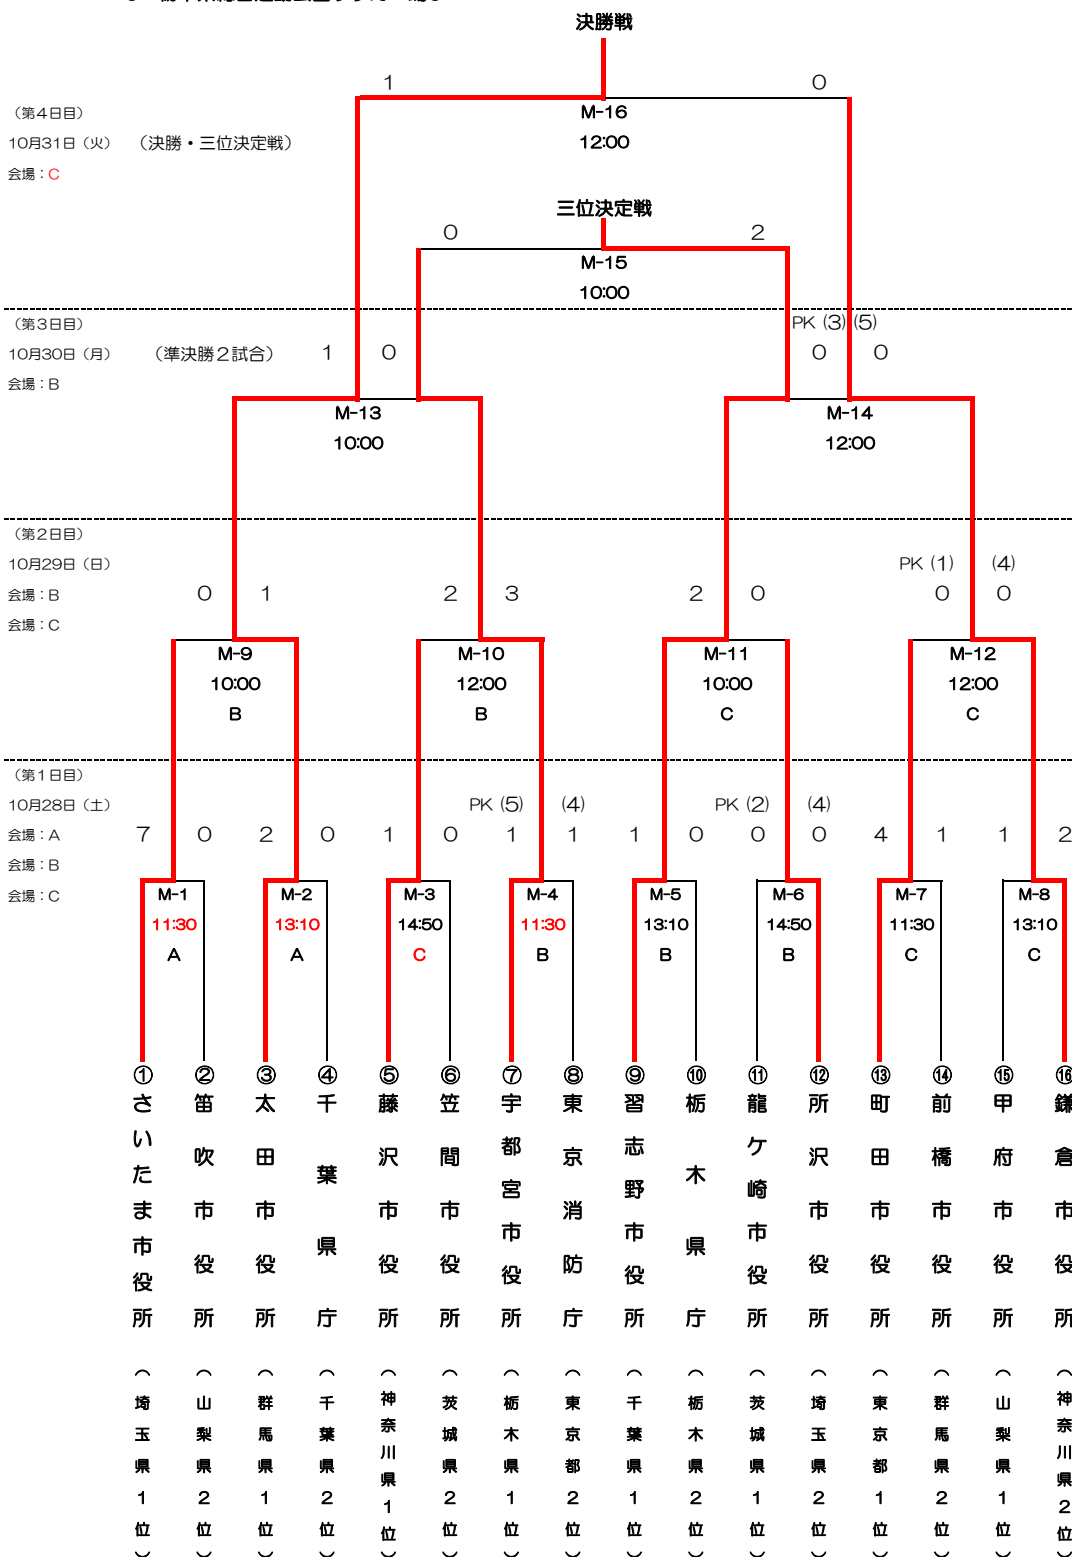 決勝戦
1 0
（第４日目） M-16
10月31日（火） （決勝・三位決定戦） 12:00
会場：C
三位決定戦
0 2
M-15
10:00
（第３日目） PK (3) (5)
10月30日（月） （準決勝２試合） 1 0 0 0
会場：B
M-13 M-14
10:00 12:00
（第２日目）
10月29日（日） PK (1) (4)
会場：B 0 1 2 3 2 0 0 0
会場：C
M-9 M-10 M-11 M-12
10:00 12:00 10:00 12:00
B B C C
（第１日目）
10月28日（土） PK (5) (4) PK (2) (4)
会場：A 7 0 2 0 1 0 1 1 1 0 0 0 4 1 1 2
会場：B
会場：C M-1 M-2 M-3 M-4 M-5 M-6 M-7 M-8
11:30 13:10 14:50 11:30 13:10 14:50 11:30 13:10
A A C B B B C C
① さいたま市役所 （埼玉県１位）
② 笛吹市役所 （山梨県２位）
③ 太田市役所 （群馬県１位）
④ 千葉県庁 （千葉県２位）
⑤ 藤沢市役所 （神奈川県１位）
⑥ 笠間市役所 （茨城県２位）
⑦ 宇都宮市役所 （栃木県１位）
⑧ 東京消防庁 （東京都２位）
⑨ 習志野市役所 （千葉県１位）
⑩ 栃木県庁 （栃木県２位）
⑪ 龍ケ崎市役所 （茨城県１位）
⑫ 所沢市役所 （埼玉県２位）
⑬ 町田市役所 （東京都１位）
⑭ 前橋市役所 （群馬県２位）
⑮ 甲府市役所 （山梨県１位）
⑯ 鎌倉市役所 （神奈川県２位）